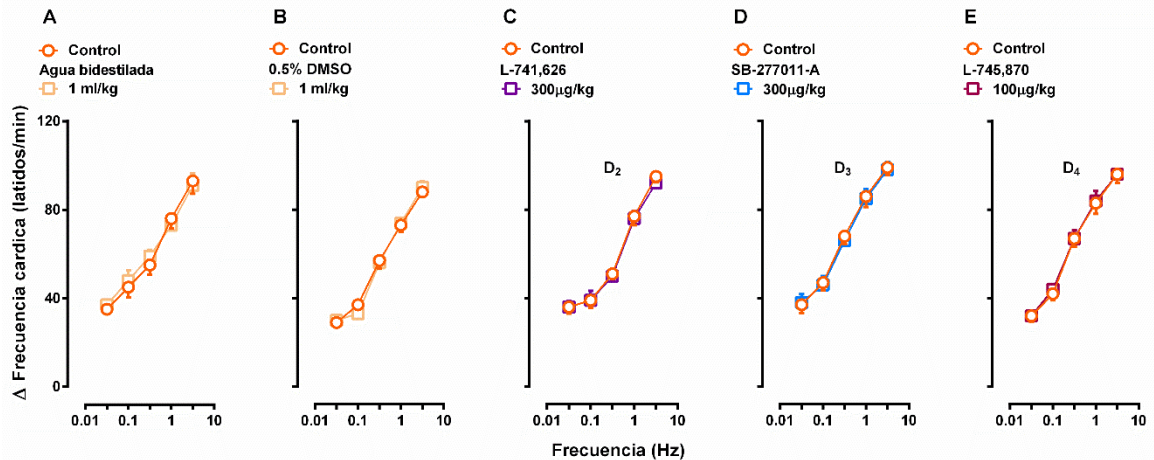 A
Control
Agua bidestilada
1 ml/kg
B
Control
0.5% DMSO
1 ml/kg
C
Control
L-741,626
300µg/kg
D
Control
SB-277011-A
300µg/kg
E
Control
L-745,870
100µg/kg
Δ Frecuencia cardica (latidos/min)
120
80
40
0
D2
D3
D4
0.01 0.1 1 10
0.01 0.1 1 10
0.01 0.1 1 10
0.01 0.1 1 10
0.01 0.1 1 10
Frecuencia (Hz)